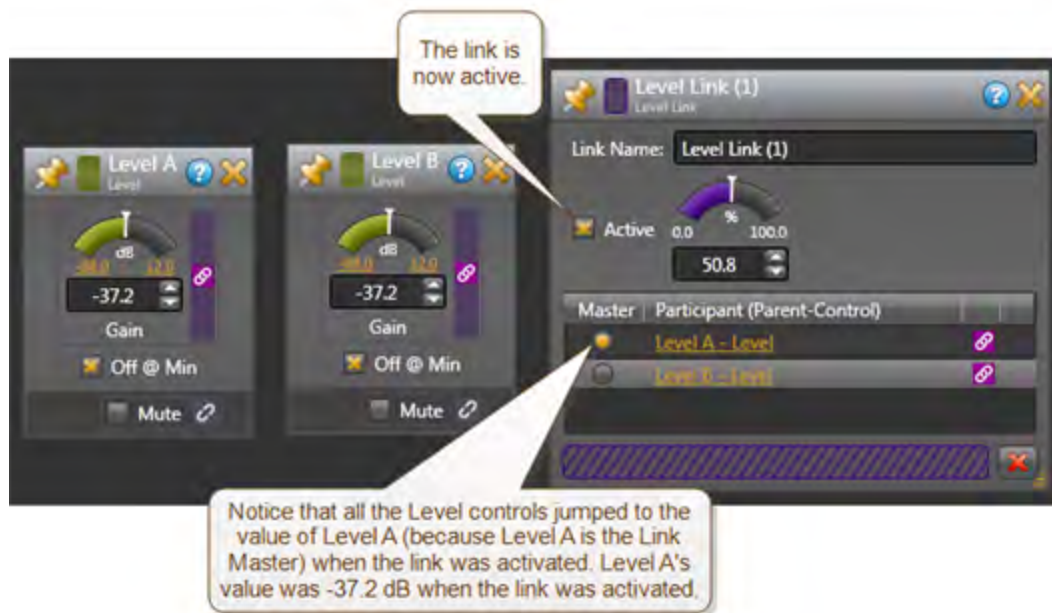 The link is
now active.
Level A
Level
dB
-88.0 12.0
-37.2
Gain
Off @ Min
Mute
Level B
Level
dB
-88.0 12.0
-37.2
Gain
Off @ Min
Mute
Level Link (1)
Level Link
Link Name: Level Link (1)
Active 0.0 % 100.0
50.8
Master Participant (Parent-Control)
Level A - Level
Level B - Level
Notice that all the Level controls jumped to the
value of Level A (because Level A is the Link
Master) when the link was activated. Level A's
value was -37.2 dB when the link was activated.